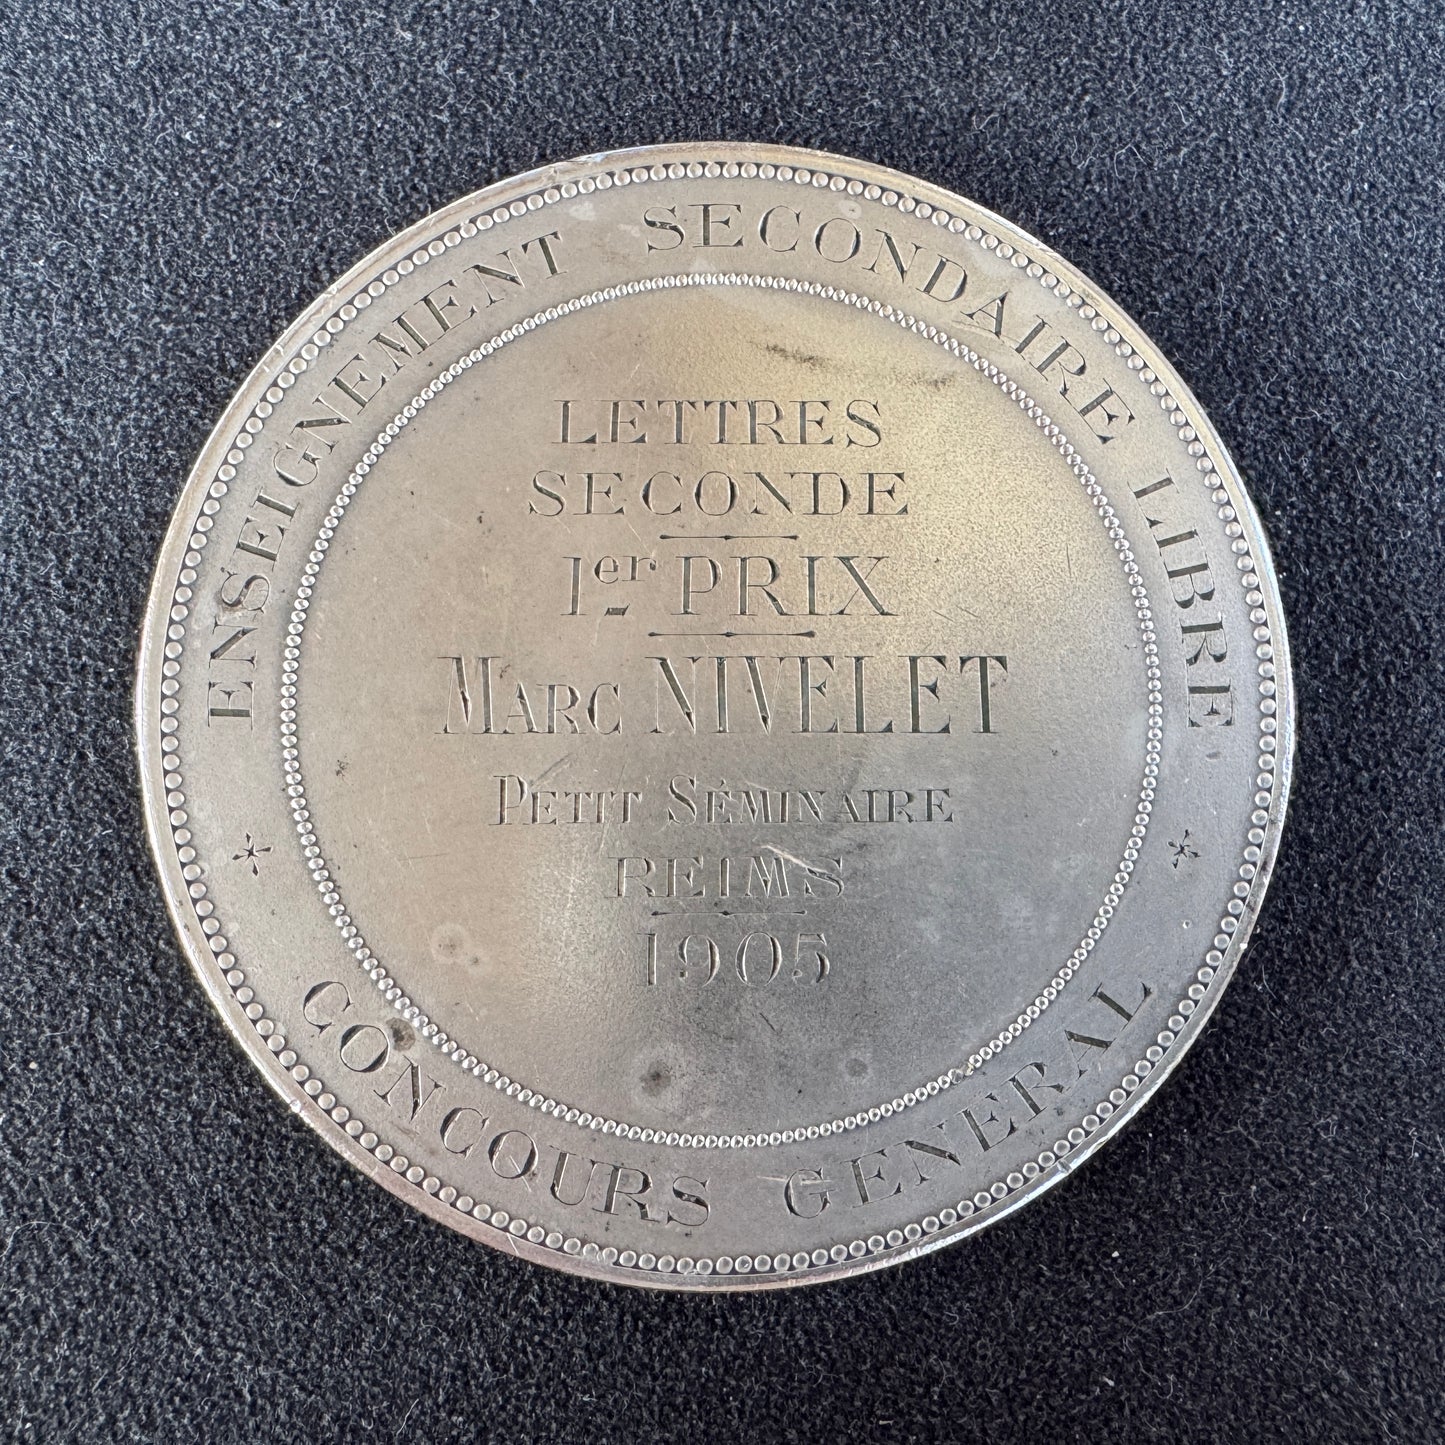 ENSEIGNEMENT SECONDAIRE LIBRE
LETTRES
SECONDE
1er PRIX
MARC NIVELET
PETIT SÉMINAIRE
REIMS
1905
CONCOURS GENERAL